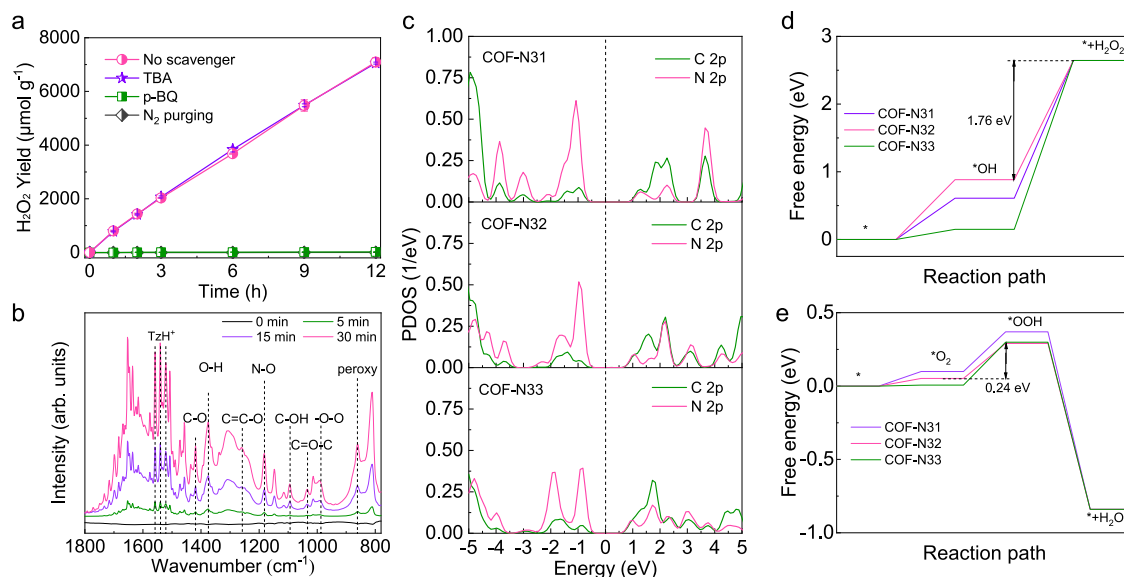 a
8000
6000
4000
2000
0
H₂O₂ Yield (μmol g⁻¹)
No scavenger
TBA
p-BQ
N₂ purging
0 3 6 9 12
Time (h)
b
Intensity (arb. units)
0 min 5 min
15 min 30 min
TzH⁺
O-H
N-O
peroxy
C-O
C=C-O
C-OH
-O-O
C=O-C
1800 1600 1400 1200 1000 800
Wavenumber (cm⁻¹)
c
PDOS (1/eV)
1.00
0.75
0.50
0.25
0.00
COF-N31
C 2p
N 2p
0.75
0.50
0.25
0.00
COF-N32
C 2p
N 2p
0.75
0.50
0.25
0.00
COF-N33
C 2p
N 2p
-5 -4 -3 -2 -1 0 1 2 3 4 5
Energy (eV)
d
Free energy (eV)
3
2
1
0
*+H₂O₂
1.76 eV
COF-N31
COF-N32
COF-N33
*OH
*
Reaction path
e
Free energy (eV)
0.5
0.0
-0.5
-1.0
*OOH
*O₂
*
0.24 eV
COF-N31
COF-N32
COF-N33
*+H₂O
Reaction path